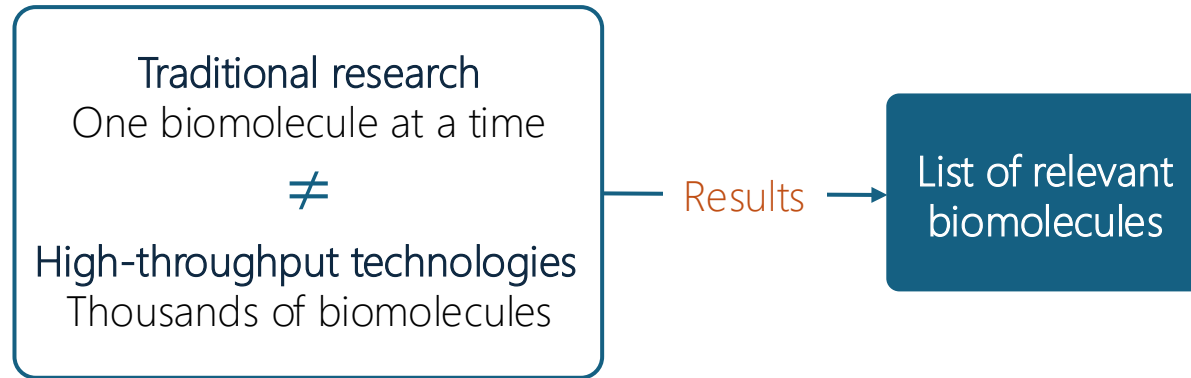 Traditional research
One biomolecule at a time
≠
High-throughput technologies
Thousands of biomolecules
Results
List of relevant
biomolecules